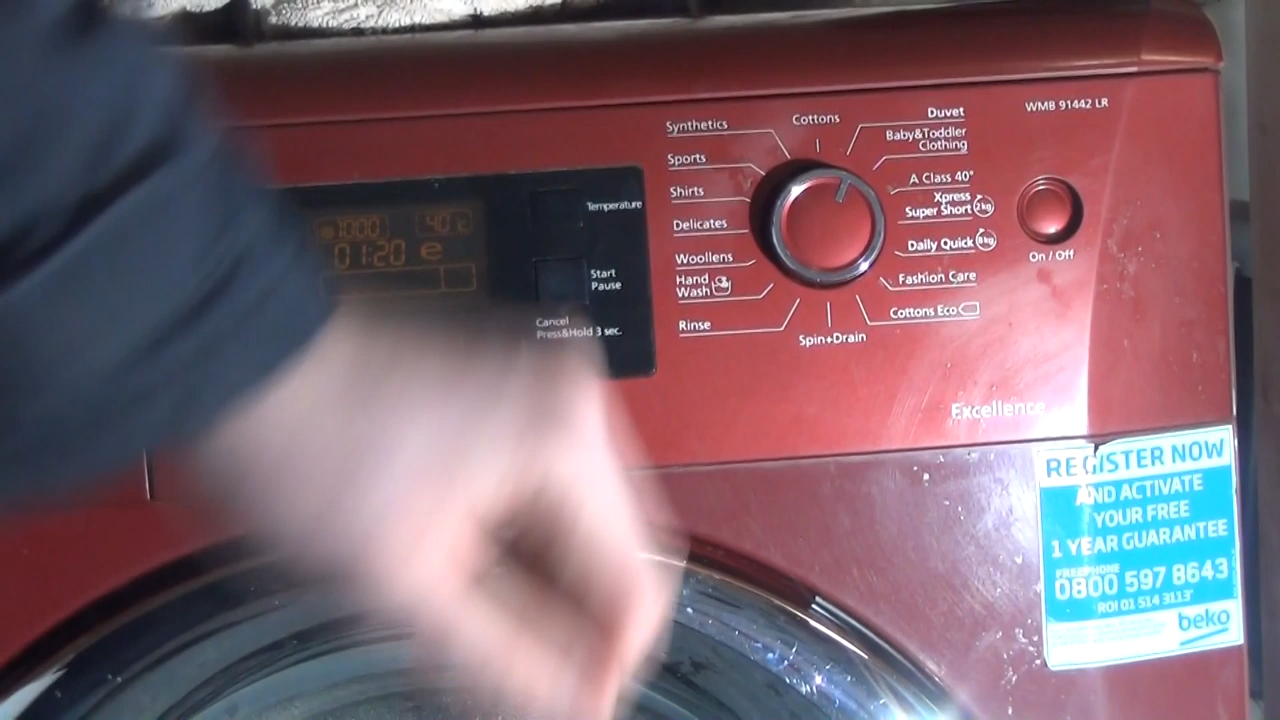 Synthetics
Sports
Shirts
Delicates
Woollens
Hand
Wash
Rinse
Cottons
Spin+Drain
Duvet
Baby&Toddler
Clothing
A Class 40°
Xpress
Super Short 2kg
Daily Quick 8kg
Fashion Care
Cottons Eco
WMB 91442 LR
On / Off
Temperature
1000 40°c
01:20 e
Start
Pause
Cancel
Press&Hold 3 sec.
Excellence
REGISTER NOW
AND ACTIVATE
YOUR FREE
1 YEAR GUARANTEE
FREEPHONE
0800 597 8643
ROI 01 514 3113*
beko